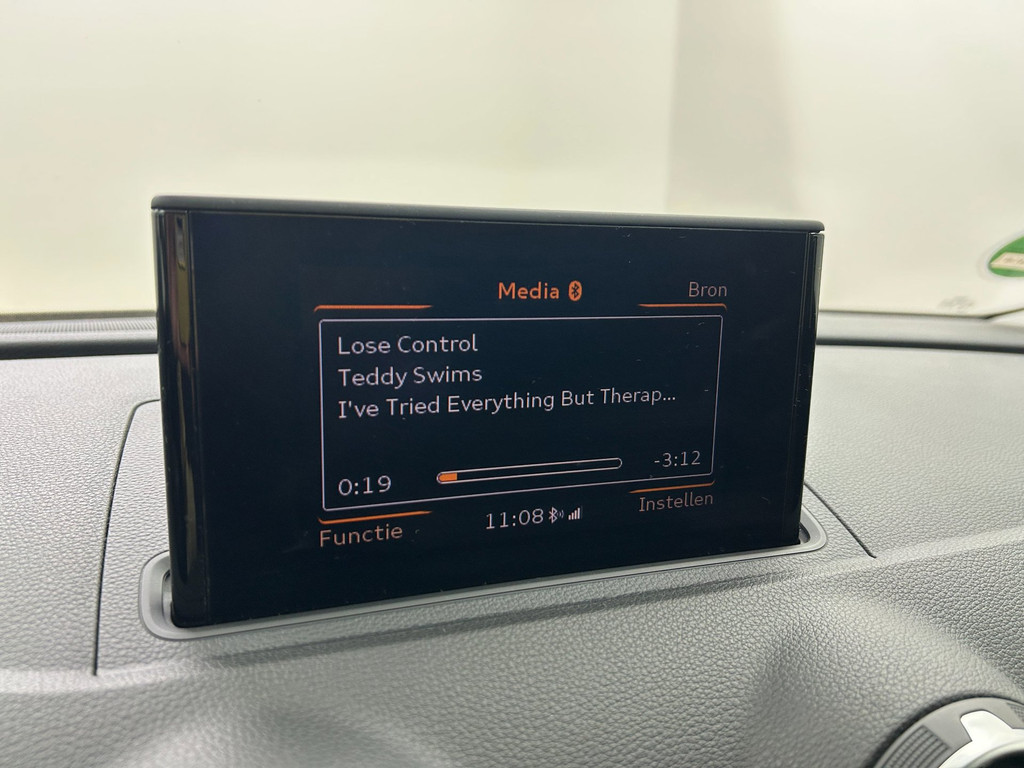 Media
Bron
Lose Control
Teddy Swims
I've Tried Everything But Therap...
0:19
-3:12
Functie
11:08
Instellen